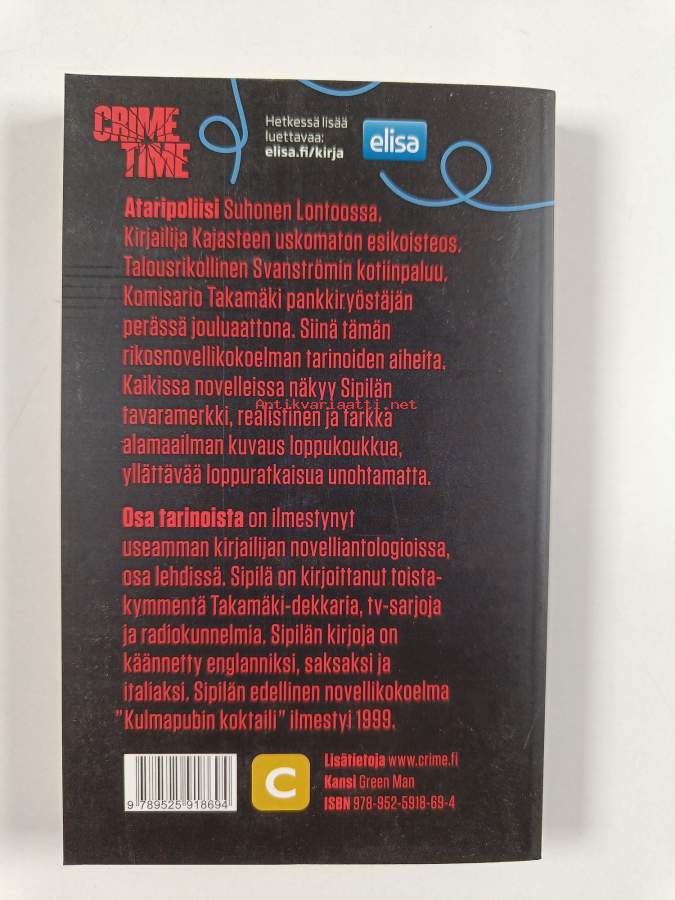 CRIME
TIME
Hetkessä lisää
luettavaa:
elisa.fi/kirja
elisa
Ataripoliisi Suhonen Lontoossa.
Kirjailija Kajasteen uskomaton esikoisteos.
Talousrikollinen Svanströmin kotiinpaluu.
Komisario Takamäki pankkiryöstäjän
perässä jouluaattona. Siinä tämän
rikosnovellikokoelman tarinoiden aiheita.
Kaikissa novelleissa näkyy Sipilän
Antikvariaatti.net
tavaramerkki, realistinen ja tarkka
alamaailman kuvaus loppukoukkua,
yllättävää loppuratkaisua unohtamatta.
Osa tarinoista on ilmestynyt
useamman kirjailijan novelliantologioissa,
osa lehdissä. Sipilä on kirjoittanut toista-
kymmentä Takamäki-dekkaria, tv-sarjoja
ja radiokunnelmia. Sipilän kirjoja on
käännetty englanniksi, saksaksi ja
italiaksi. Sipilän edellinen novellikokoelma
"Kulmapubin koktaili" ilmestyi 1999.
9 789525 918694
C
Lisätietoja www.crime.fi
Kansi Green Man
ISBN 978-952-5918-69-4